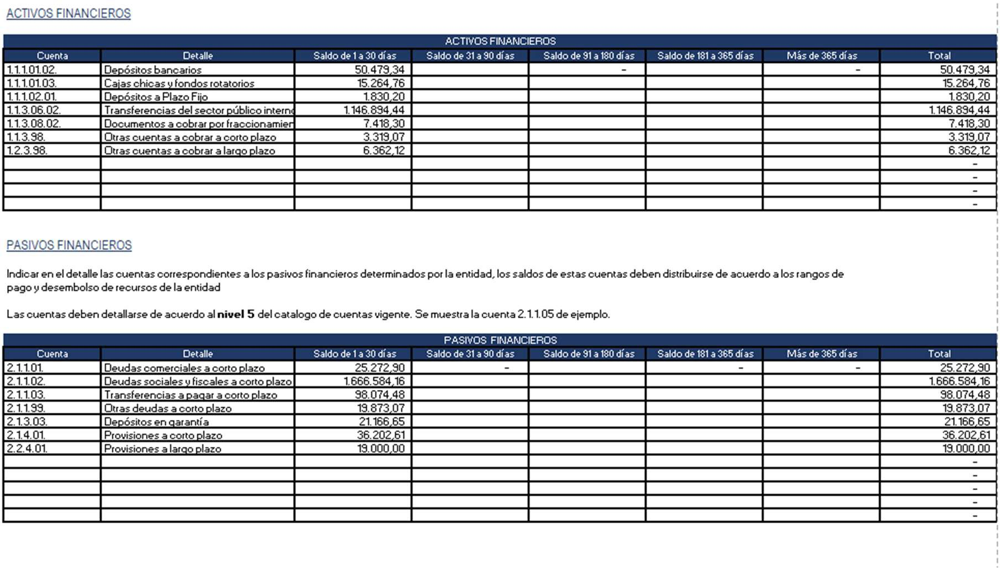 ACTIVOS FINANCIEROS
ACTIVOS FINANCIEROS
Cuenta Detalle Saldo de 1 a 30 días Saldo de 31 a 90 días Saldo de 91 a 180 días Saldo de 181 a 365 días Más de 365 días Total
1.1.1.01.02. Depósitos bancarios 50.479,34 - - 50.479,34
1.1.1.01.03. Cajas chicas y fondos rotatorios 15.264,76 15.264,76
1.1.1.02.01. Depósitos a Plazo Fijo 1.830,20 1.830,20
1.1.3.06.02. Transferencias del sector público interno 1.146.894,44 1.146.894,44
1.1.3.08.02. Documentos a cobrar por fraccionamien 7.418,30 7.418,30
1.1.3.98. Otras cuentas a cobrar a corto plazo 3.319,07 3.319,07
1.2.3.98. Otras cuentas a cobrar a largo plazo 6.362,12 6.362,12
-
-
-
-
PASIVOS FINANCIEROS
Indicar en el detalle las cuentas correspondientes a los pasivos financieros determinados por la entidad, los saldos de estas cuentas deben distribuirse de acuerdo a los rangos de
pago y desembolso de recursos de la entidad
Las cuentas deben detallarse de acuerdo al nivel 5 del catalogo de cuentas vigente. Se muestra la cuenta 2.1.1.05 de ejemplo.
PASIVOS FINANCIEROS
Cuenta Detalle Saldo de 1 a 30 días Saldo de 31 a 90 días Saldo de 91 a 180 días Saldo de 181 a 365 días Más de 365 días Total
2.1.1.01. Deudas comerciales a corto plazo 25.272,90 - - - 25.272,90
2.1.1.02. Deudas sociales y fiscales a corto plazo 1.666.584,16 1.666.584,16
2.1.1.03. Transferencias a pagar a corto plazo 98.074,48 98.074,48
2.1.1.99. Otras deudas a corto plazo 19.873,07 19.873,07
2.1.3.03. Depósitos en garantía 21.166,65 21.166,65
2.1.4.01. Provisiones a corto plazo 36.202,61 36.202,61
2.2.4.01. Provisiones a largo plazo 19.000,00 19.000,00
-
-
-
-
-